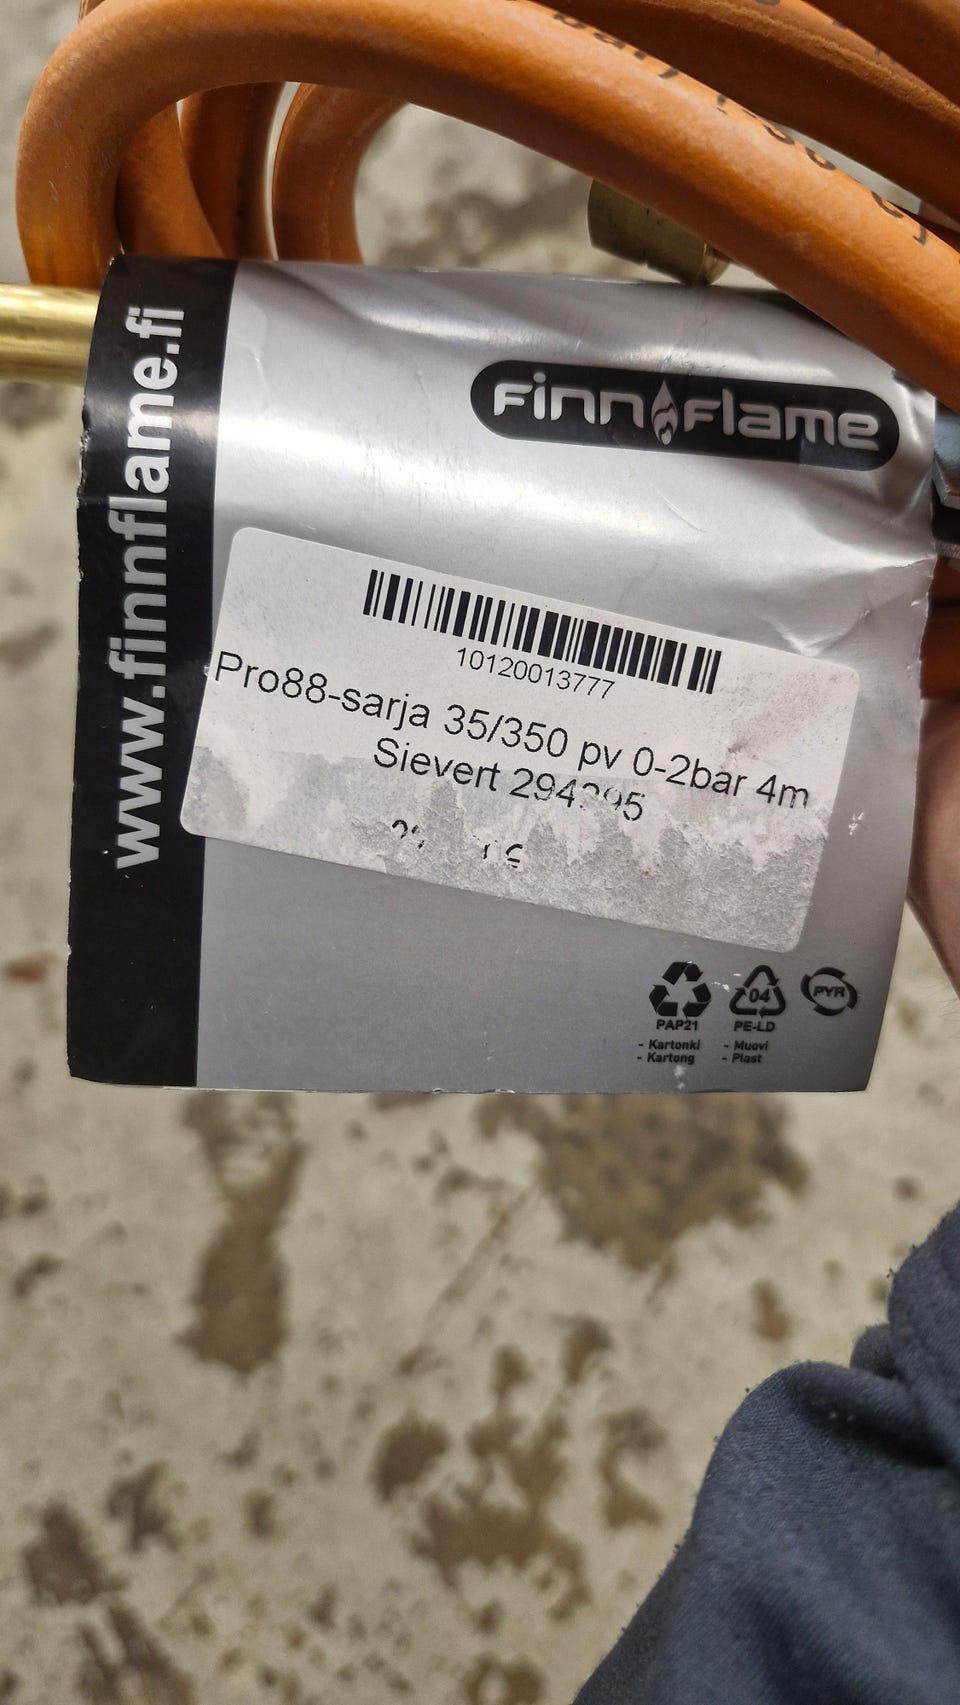 www.finnflame.fi
Finnflame
10120013777
Pro88-sarja 35/350 pv 0-2bar 4m
Sievert
04
PYR
PAP21
PE-LD
- Kartonki
- Kartong
- Muovi
- Plast